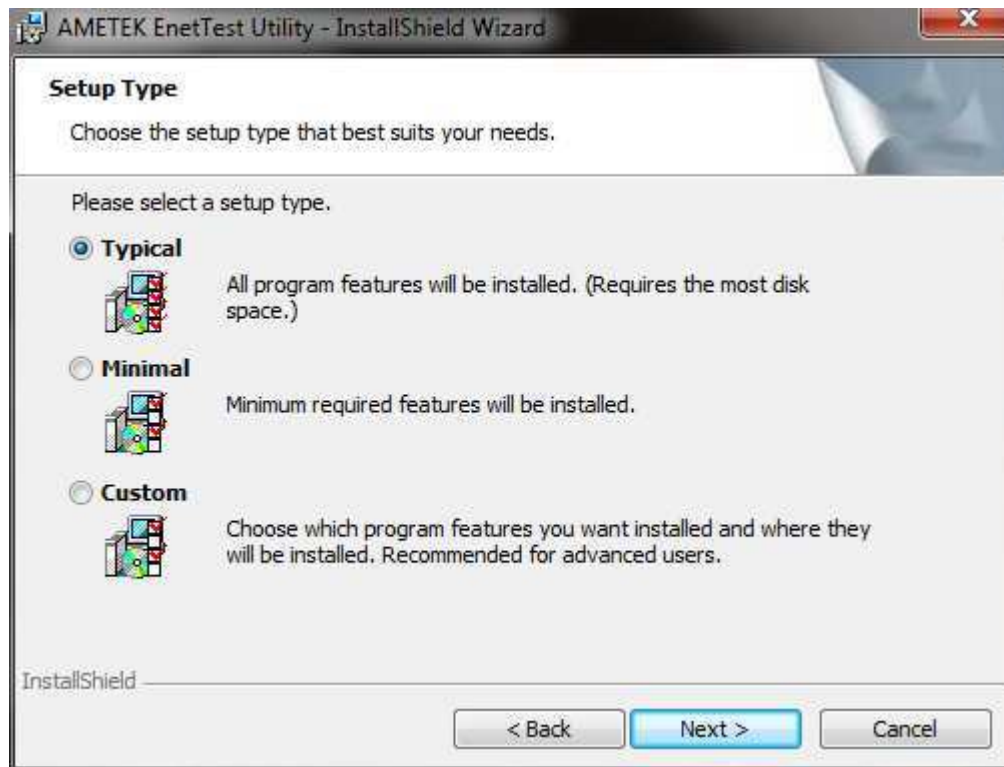 AMETEK EnetTest Utility - InstallShield Wizard
Setup Type
Choose the setup type that best suits your needs.
Please select a setup type.
Typical
All program features will be installed. (Requires the most disk
space.)
Minimal
Minimum required features will be installed.
Custom
Choose which program features you want installed and where they
will be installed. Recommended for advanced users.
InstallShield
< Back
Next >
Cancel